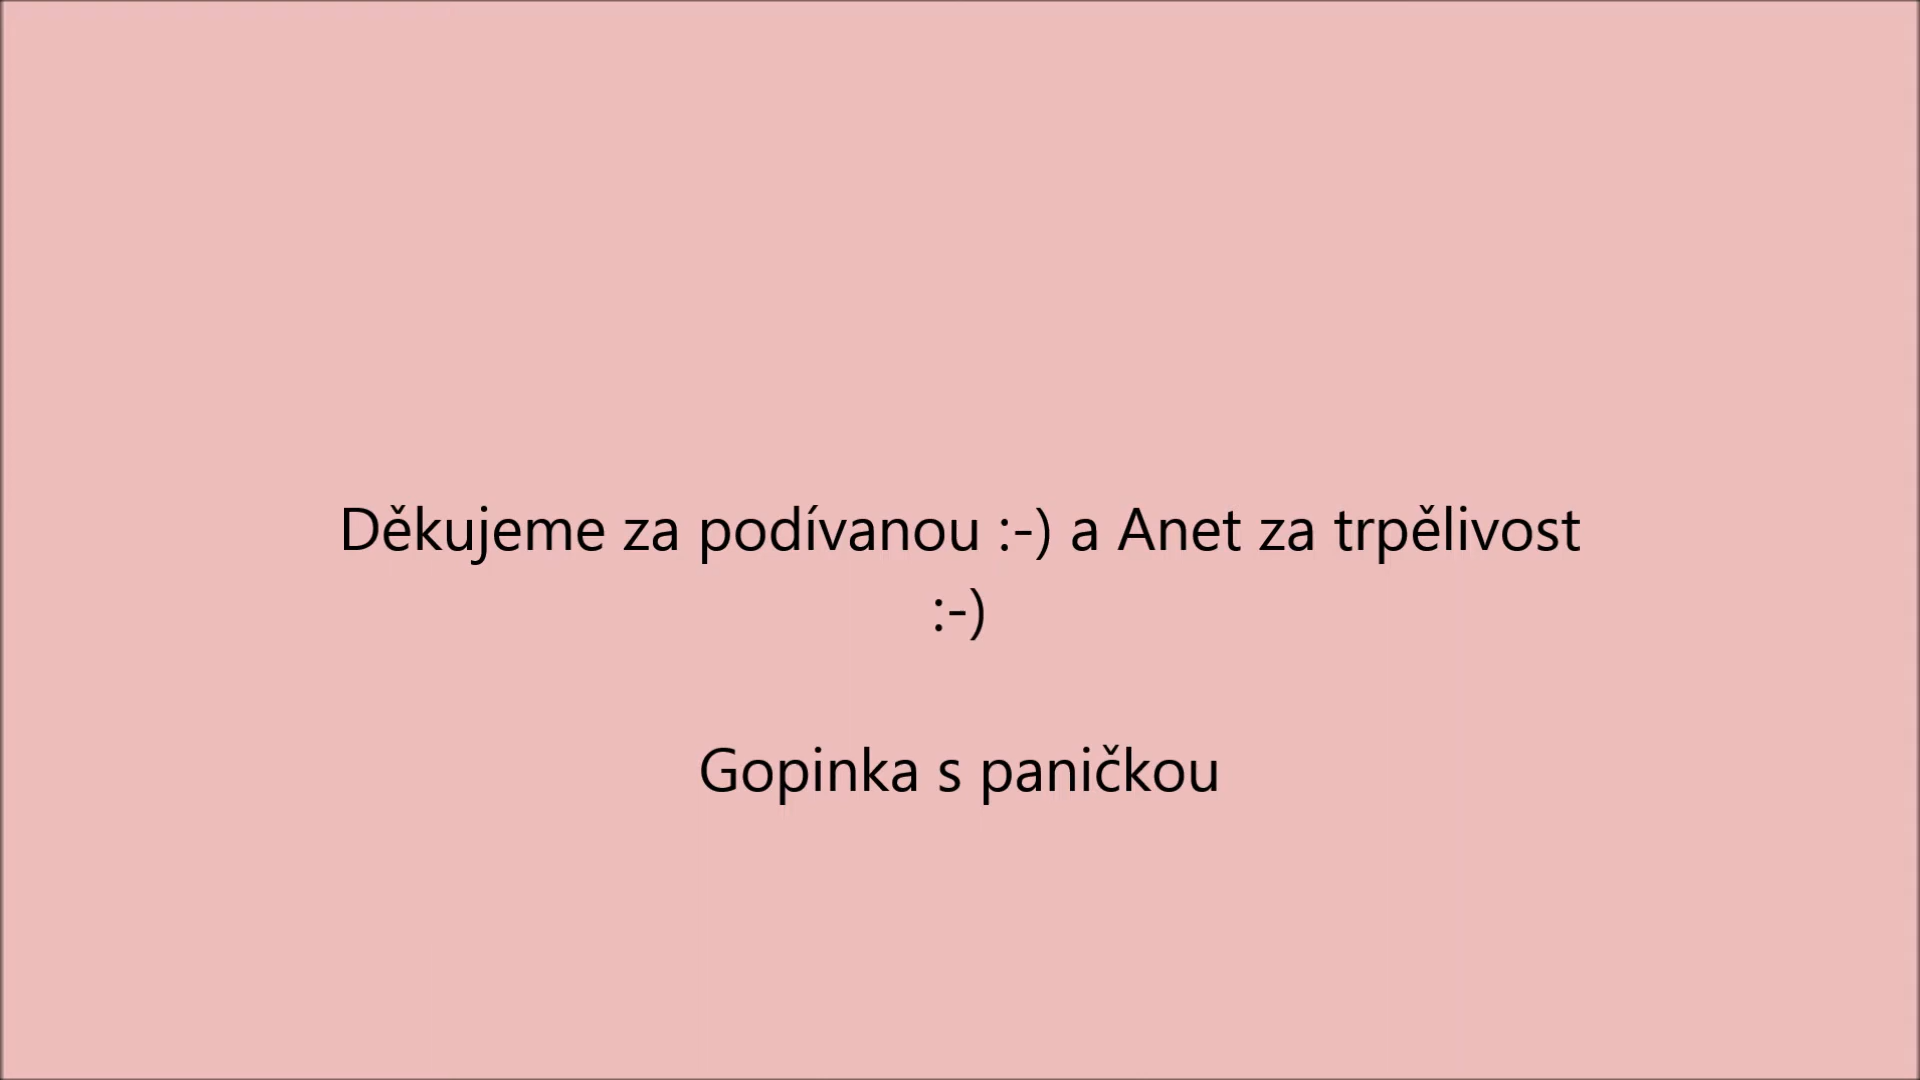 Děkujeme za podívanou :-) a Anet za trpělivost
:-)
Gopinka s paničkou